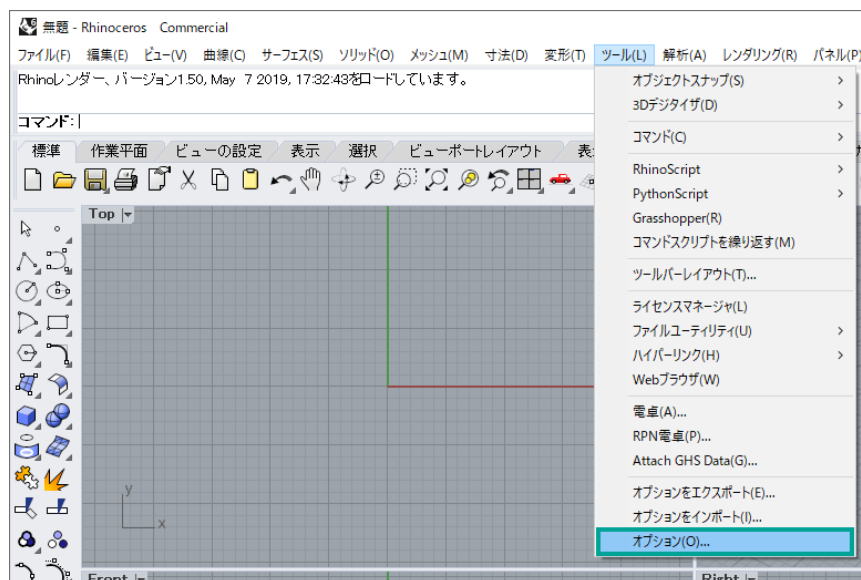 無題 - Rhinoceros Commercial
ファイル(F) 編集(E) ビュー(V) 曲線(C) サーフェス(S) ソリッド(O) メッシュ(M) 寸法(D) 変形(T) ツール(L) 解析(A) レンダリング(R) パネル(P)
Rhinoレンダー、バージョン1.50, May 7 2019, 17:32:43をロードしています。
コマンド:
標準 作業平面 ビューの設定 表示 選択 ビューポートレイアウト
Top
オブジェクトスナップ(S)
3Dデジタイザ(D)
コマンド(C)
RhinoScript
PythonScript
Grasshopper(R)
コマンドスクリプトを繰り返す(M)
ツールバーレイアウト(T)...
ライセンスマネージャ(L)
ファイルユーティリティ(U)
ハイパーリンク(H)
Webブラウザ(W)
電卓(A)...
RPN電卓(P)...
Attach GHS Data(G)...
オプションをエクスポート(E)...
オプションをインポート(I)...
オプション(O)...
y
x
Front
Right